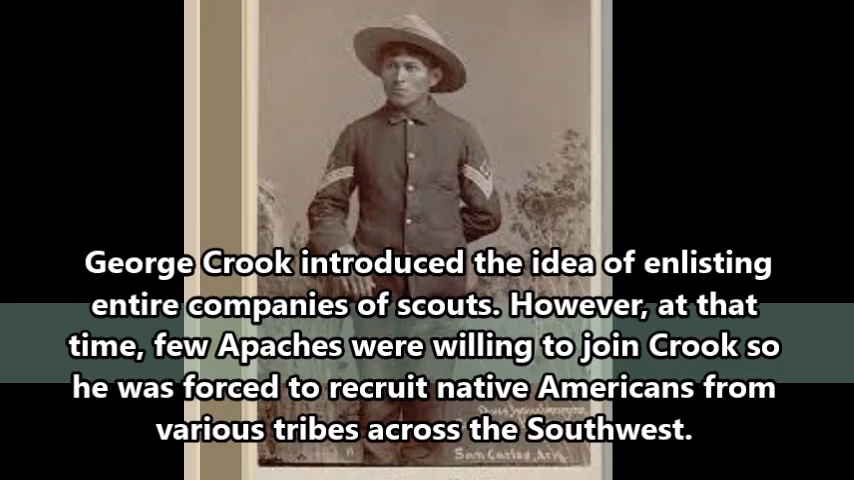 George Crook introduced the idea of enlisting
entire companies of scouts. However, at that
time, few Apaches were willing to join Crook so
he was forced to recruit native Americans from
various tribes across the Southwest.
San Carlos, Ariz.